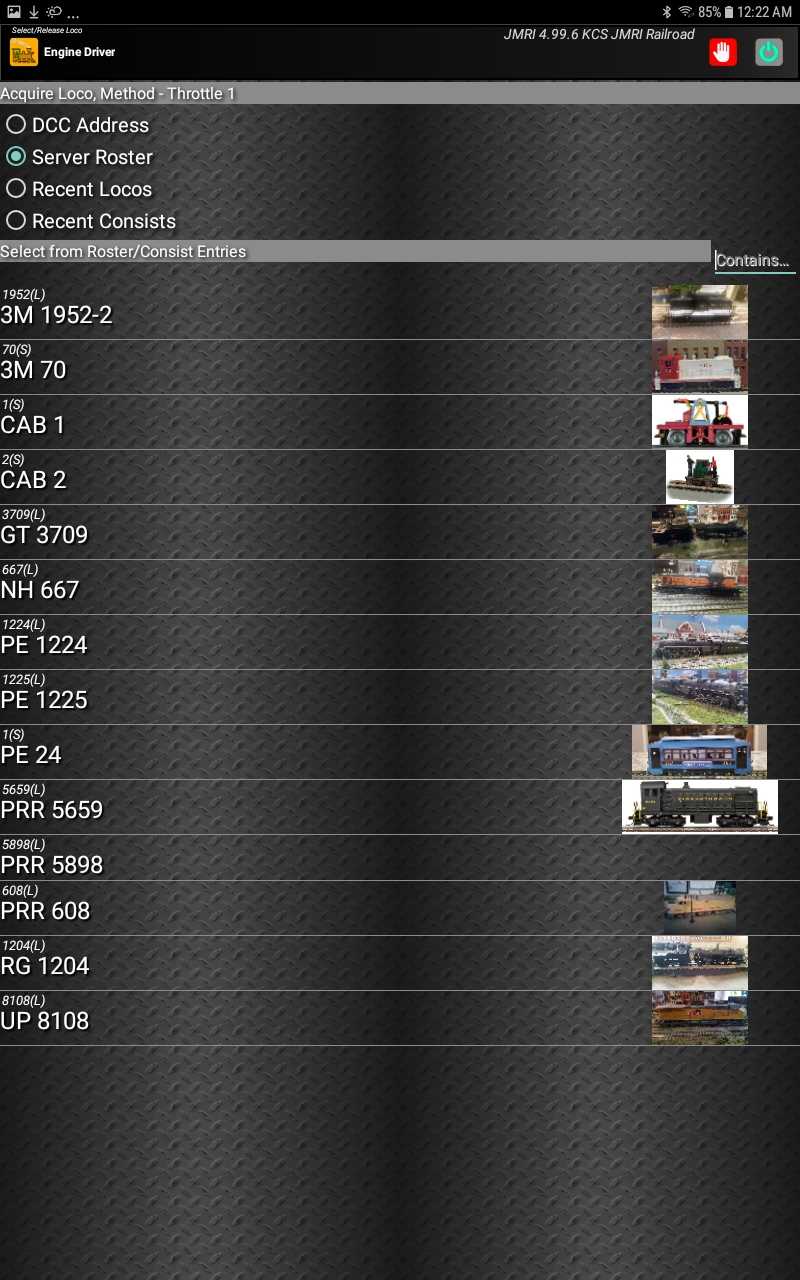 85% 12:22 AM
Select/Release Loco
Engine Driver
JMRI 4.99.6 KCS JMRI Railroad
Acquire Loco, Method - Throttle 1
DCC Address
Server Roster
Recent Locos
Recent Consists
Select from Roster/Consist Entries
Contains...
1952(L)
3M 1952-2
70(S)
3M 70
1(S)
CAB 1
2(S)
CAB 2
3709(L)
GT 3709
667(L)
NH 667
1224(L)
PE 1224
1225(L)
PE 1225
1(S)
PE 24
5659(L)
PRR 5659
5898(L)
PRR 5898
608(L)
PRR 608
1204(L)
RG 1204
8108(L)
UP 8108